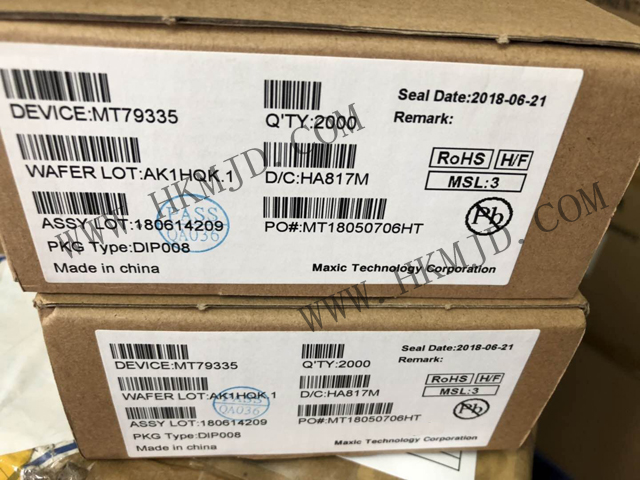 DEVICE:MT79335
Q'TY:2000
Seal Date:2018-06-21
Remark:
WAFER LOT:AK1HQK.1
D/C:HA817M
RoHS H/F
MSL:3
ASSY LOT:180614209
PO#:MT18050706HT
Pb
PASS
QA036
PKG Type:DIP008
Made in china
Maxic Technology Corporation
WWW.HKMJD.COM
DEVICE:MT79335
Q'TY:2000
Seal Date:2018-06-21
Remark:
WAFER LOT:AK1HQK.1
D/C:HA817M
RoHS H/F
MSL:3
ASSY LOT:180614209
PO#:MT18050706HT
Pb
PASS
QA036
PKG Type:DIP008
Made in china
Maxic Technology Corporation
WWW.HKMJD.COM